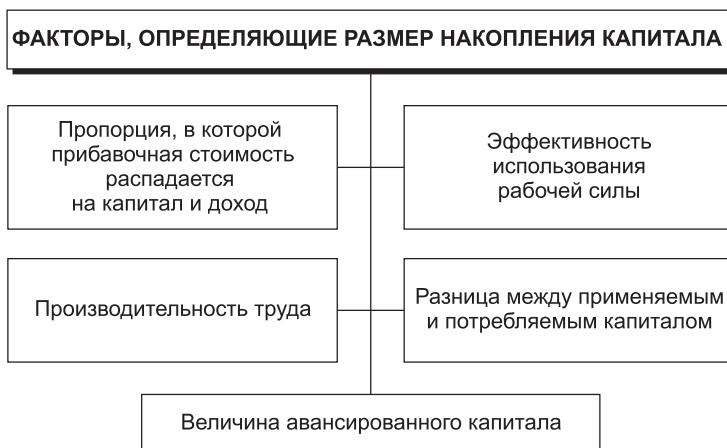 ФАКТОРЫ, ОПРЕДЕЛЯЮЩИЕ РАЗМЕР НАКОПЛЕНИЯ КАПИТАЛА
Пропорция, в которой
прибавочная стоимость
распадается
на капитал и доход
Эффективность
использования
рабочей силы
Производительность труда
Разница между применяемым
и потребляемым капиталом
Величина авансированного капитала